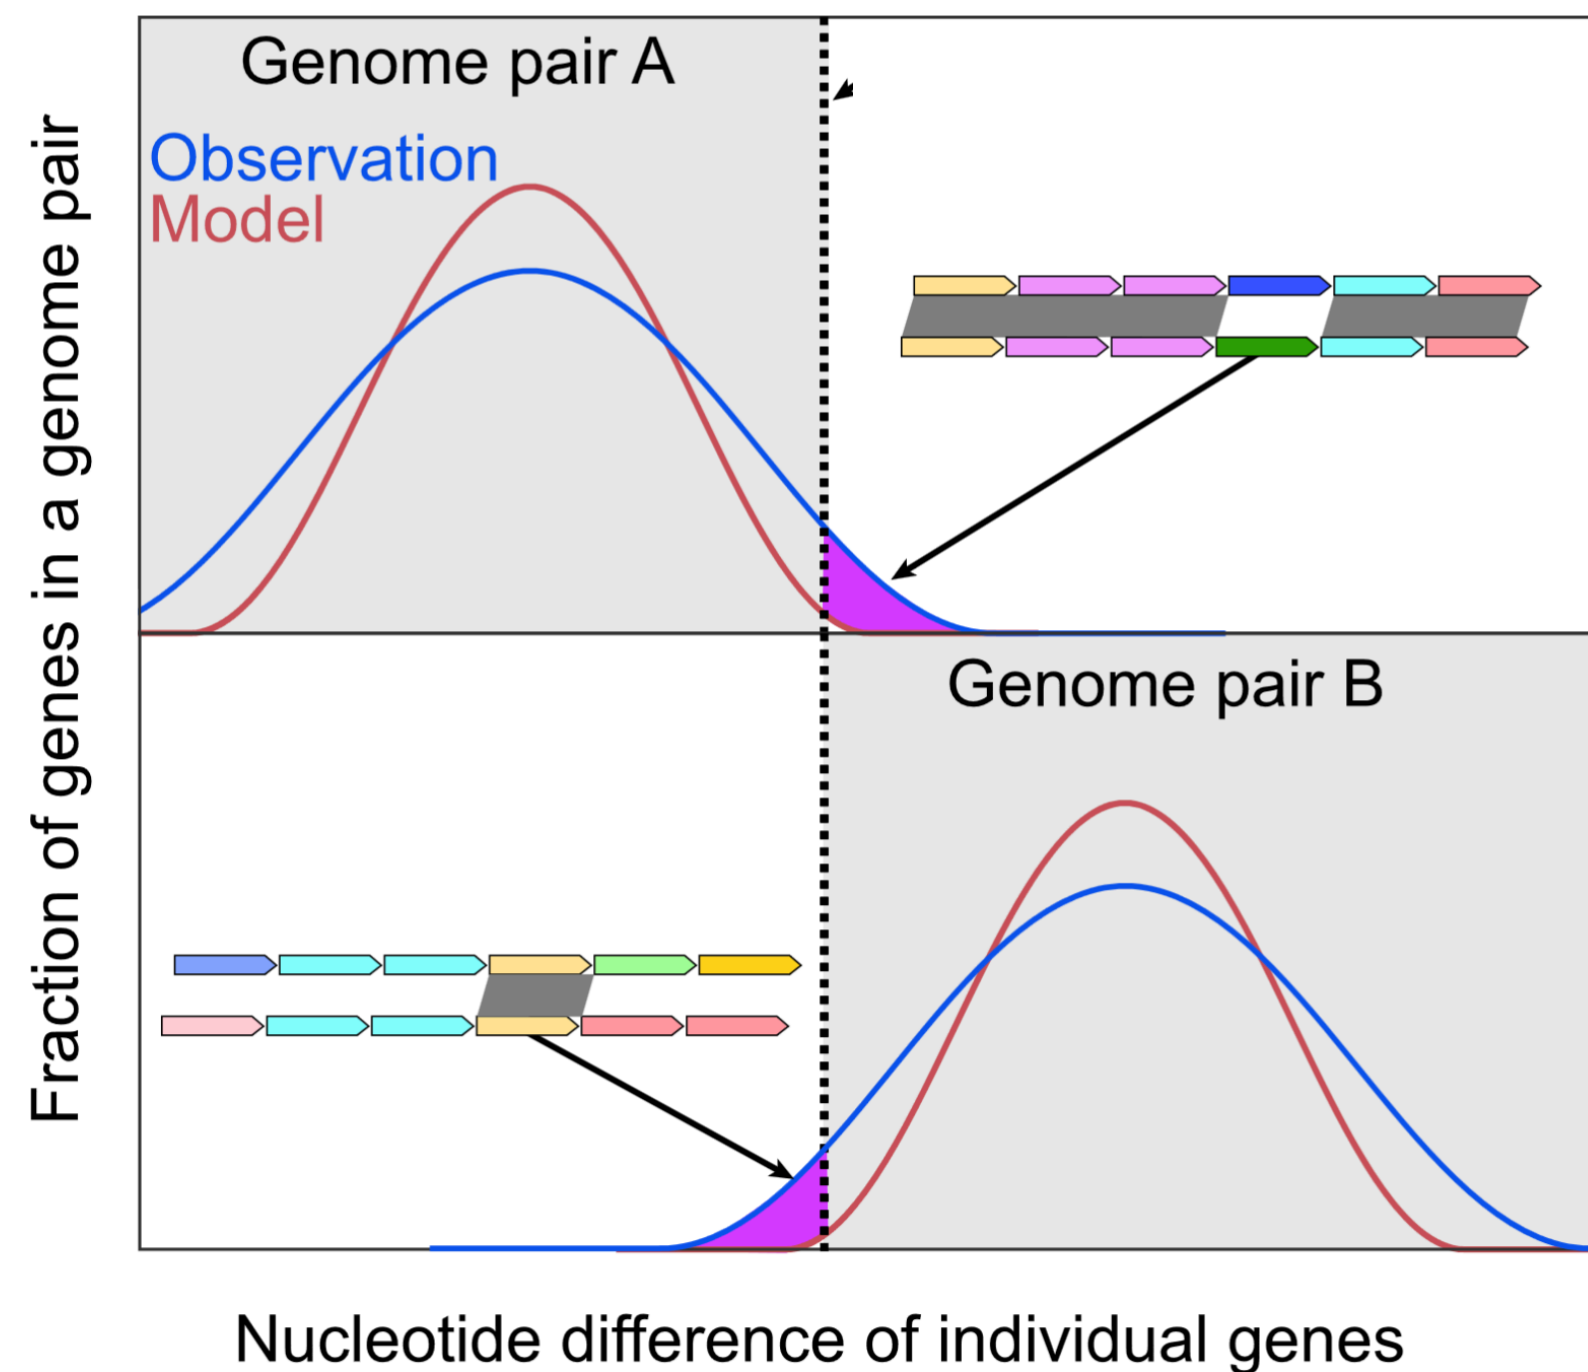 Genome pair A
Observation
Model
Genome pair B
Fraction of genes in a genome pair
Nucleotide difference of individual genes